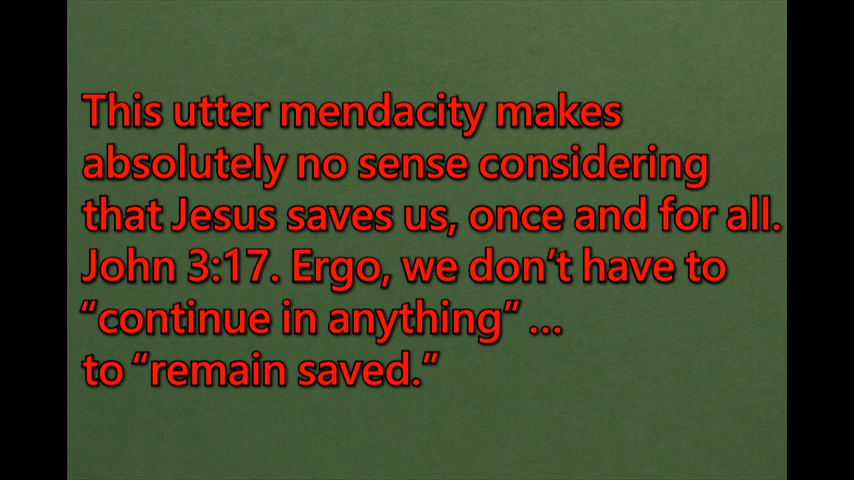 This utter mendacity makes
absolutely no sense considering
that Jesus saves us, once and for all.
John 3:17. Ergo, we don’t have to
“continue in anything” ...
to “remain saved.”